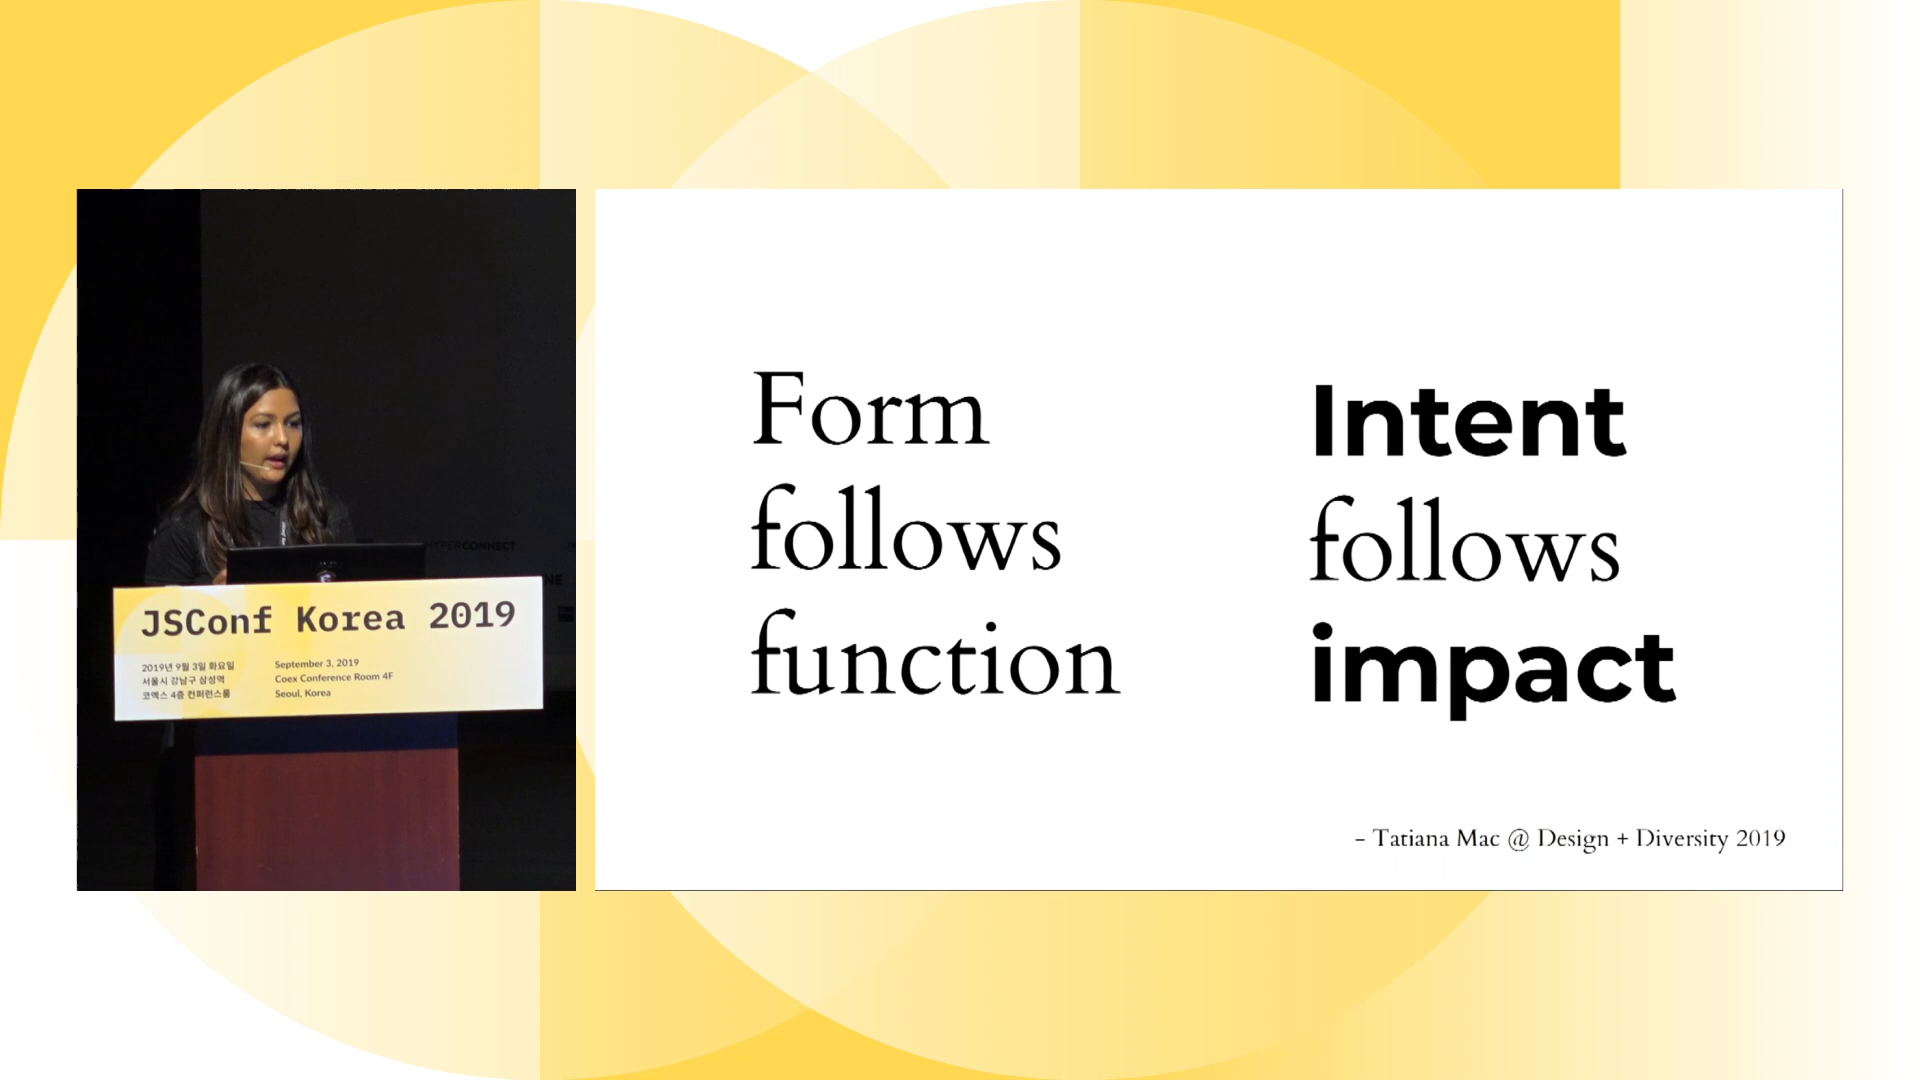 JSConf Korea 2019
2019년 9월 3일 화요일
서울시 강남구 삼성역
코엑스 4층 컨퍼런스룸
September 3, 2019
Coex Conference Room 4F
Seoul, Korea
HYPERCONNECT
NE
Form
follows
function
Intent
follows
impact
– Tatiana Mac @ Design + Diversity 2019